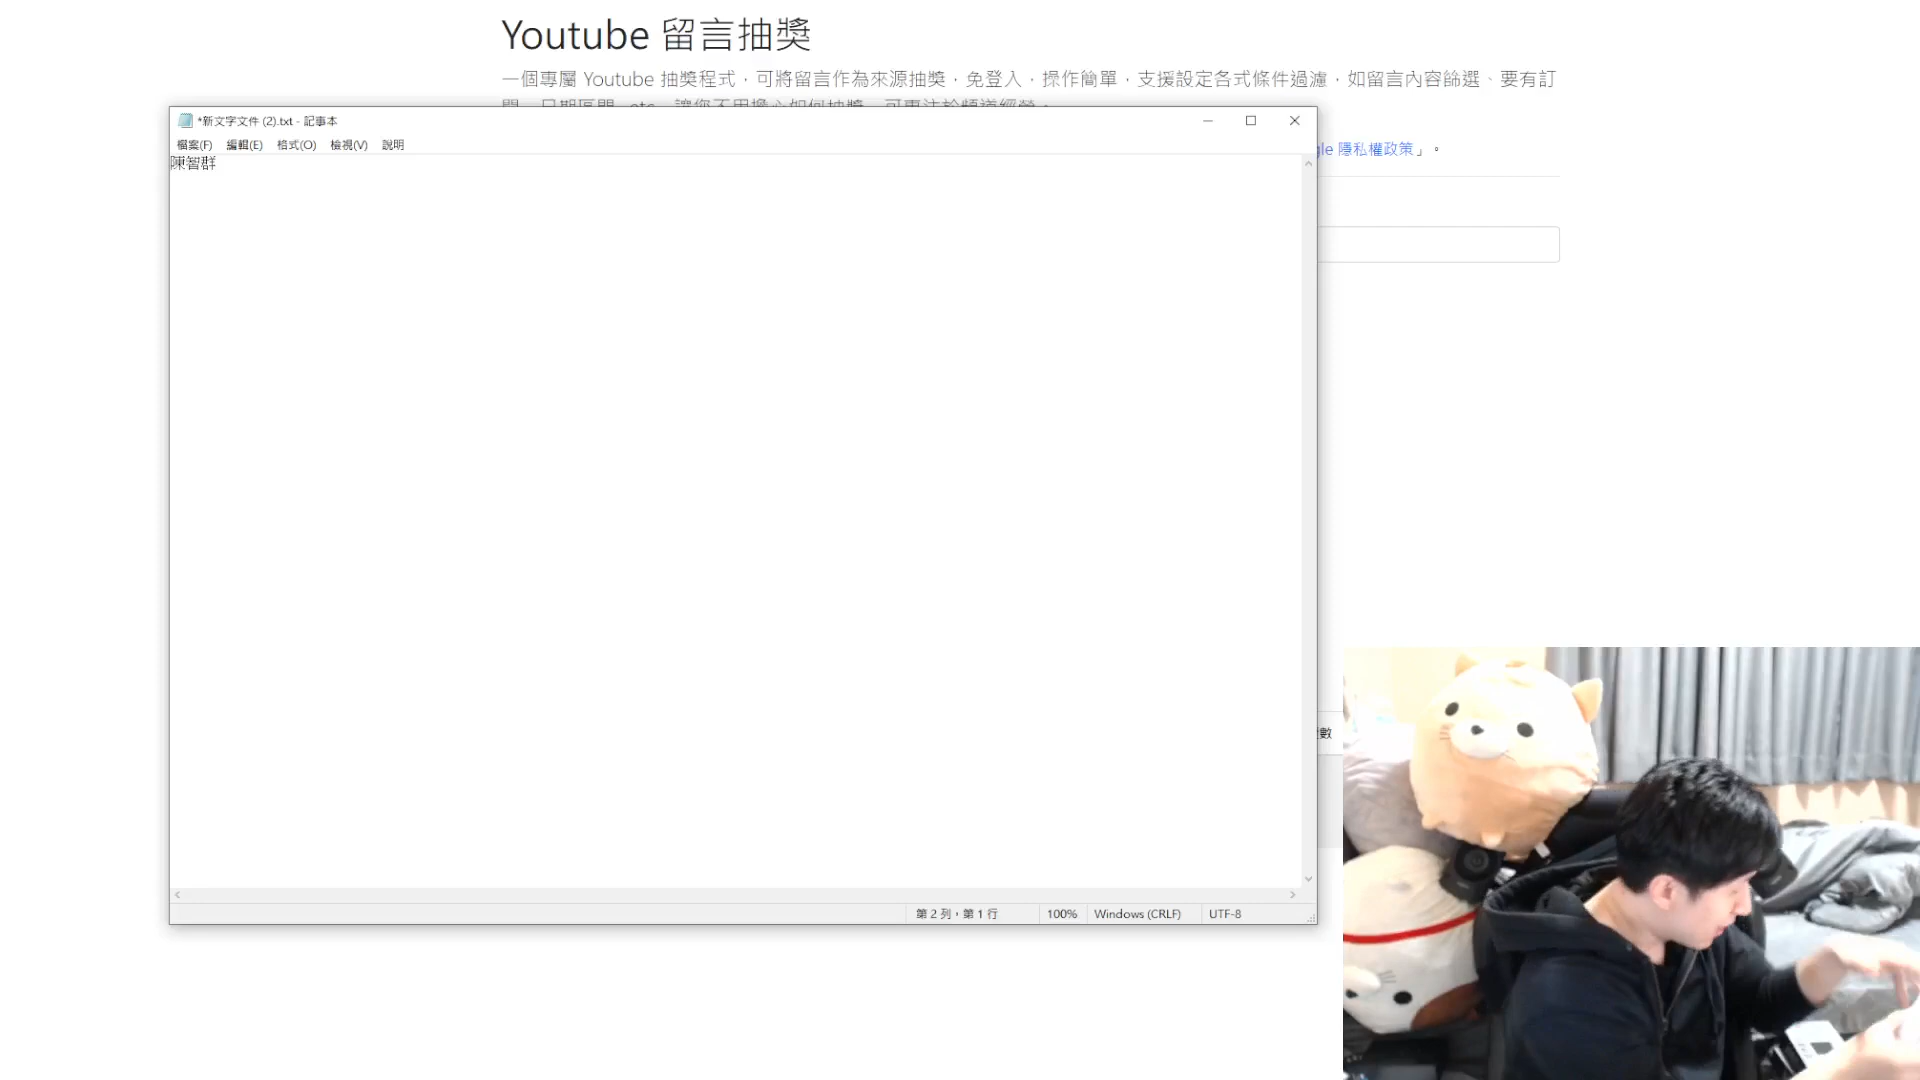 Youtube 留言抽獎
一個專屬 Youtube 抽獎程式，可將留言作為來源抽獎，免登入，操作簡單，支援設定各式條件過濾，如留言內容篩選、要有訂
*新文字文件 (2).txt - 記事本
gle 隱私權政策」。
檔案(F) 編輯(E) 格式(O) 檢視(V) 說明
陳智群
數
第 2 列，第 1 行 100% Windows (CRLF) UTF-8